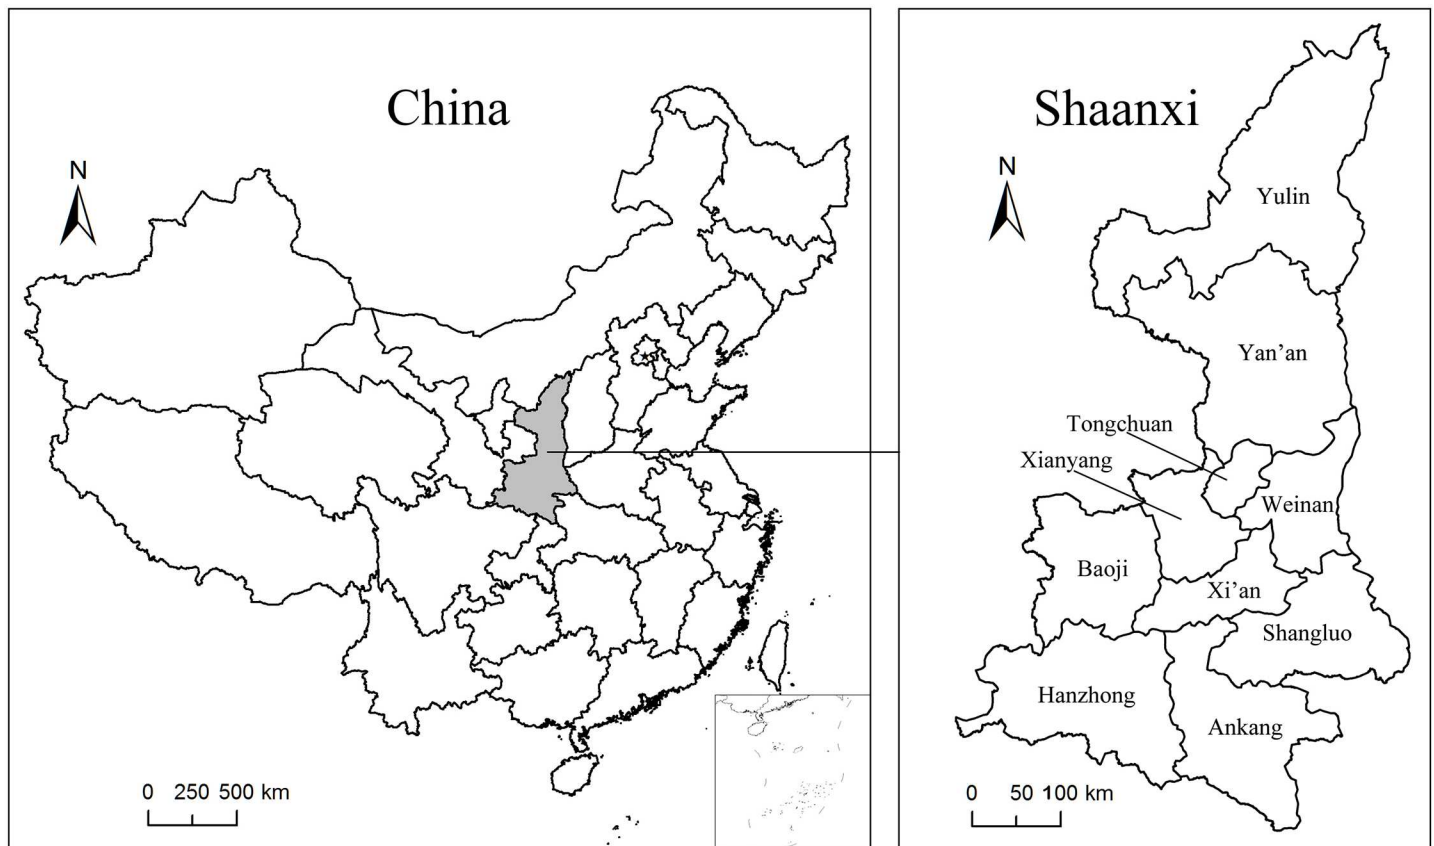 China
N
0 250 500 km
Shaanxi
N
Yulin
Yan’an
Tongchuan
Xianyang
Weinan
Baoji
Xi’an
Shangluo
Hanzhong
Ankang
0 50 100 km